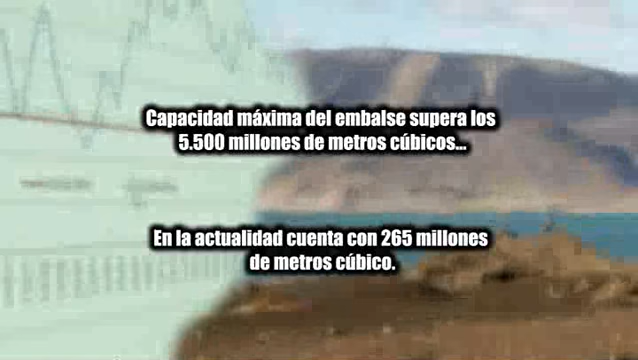 Capacidad máxima del embalse supera los
5.500 millones de metros cúbicos...
En la actualidad cuenta con 265 millones
de metros cúbico.